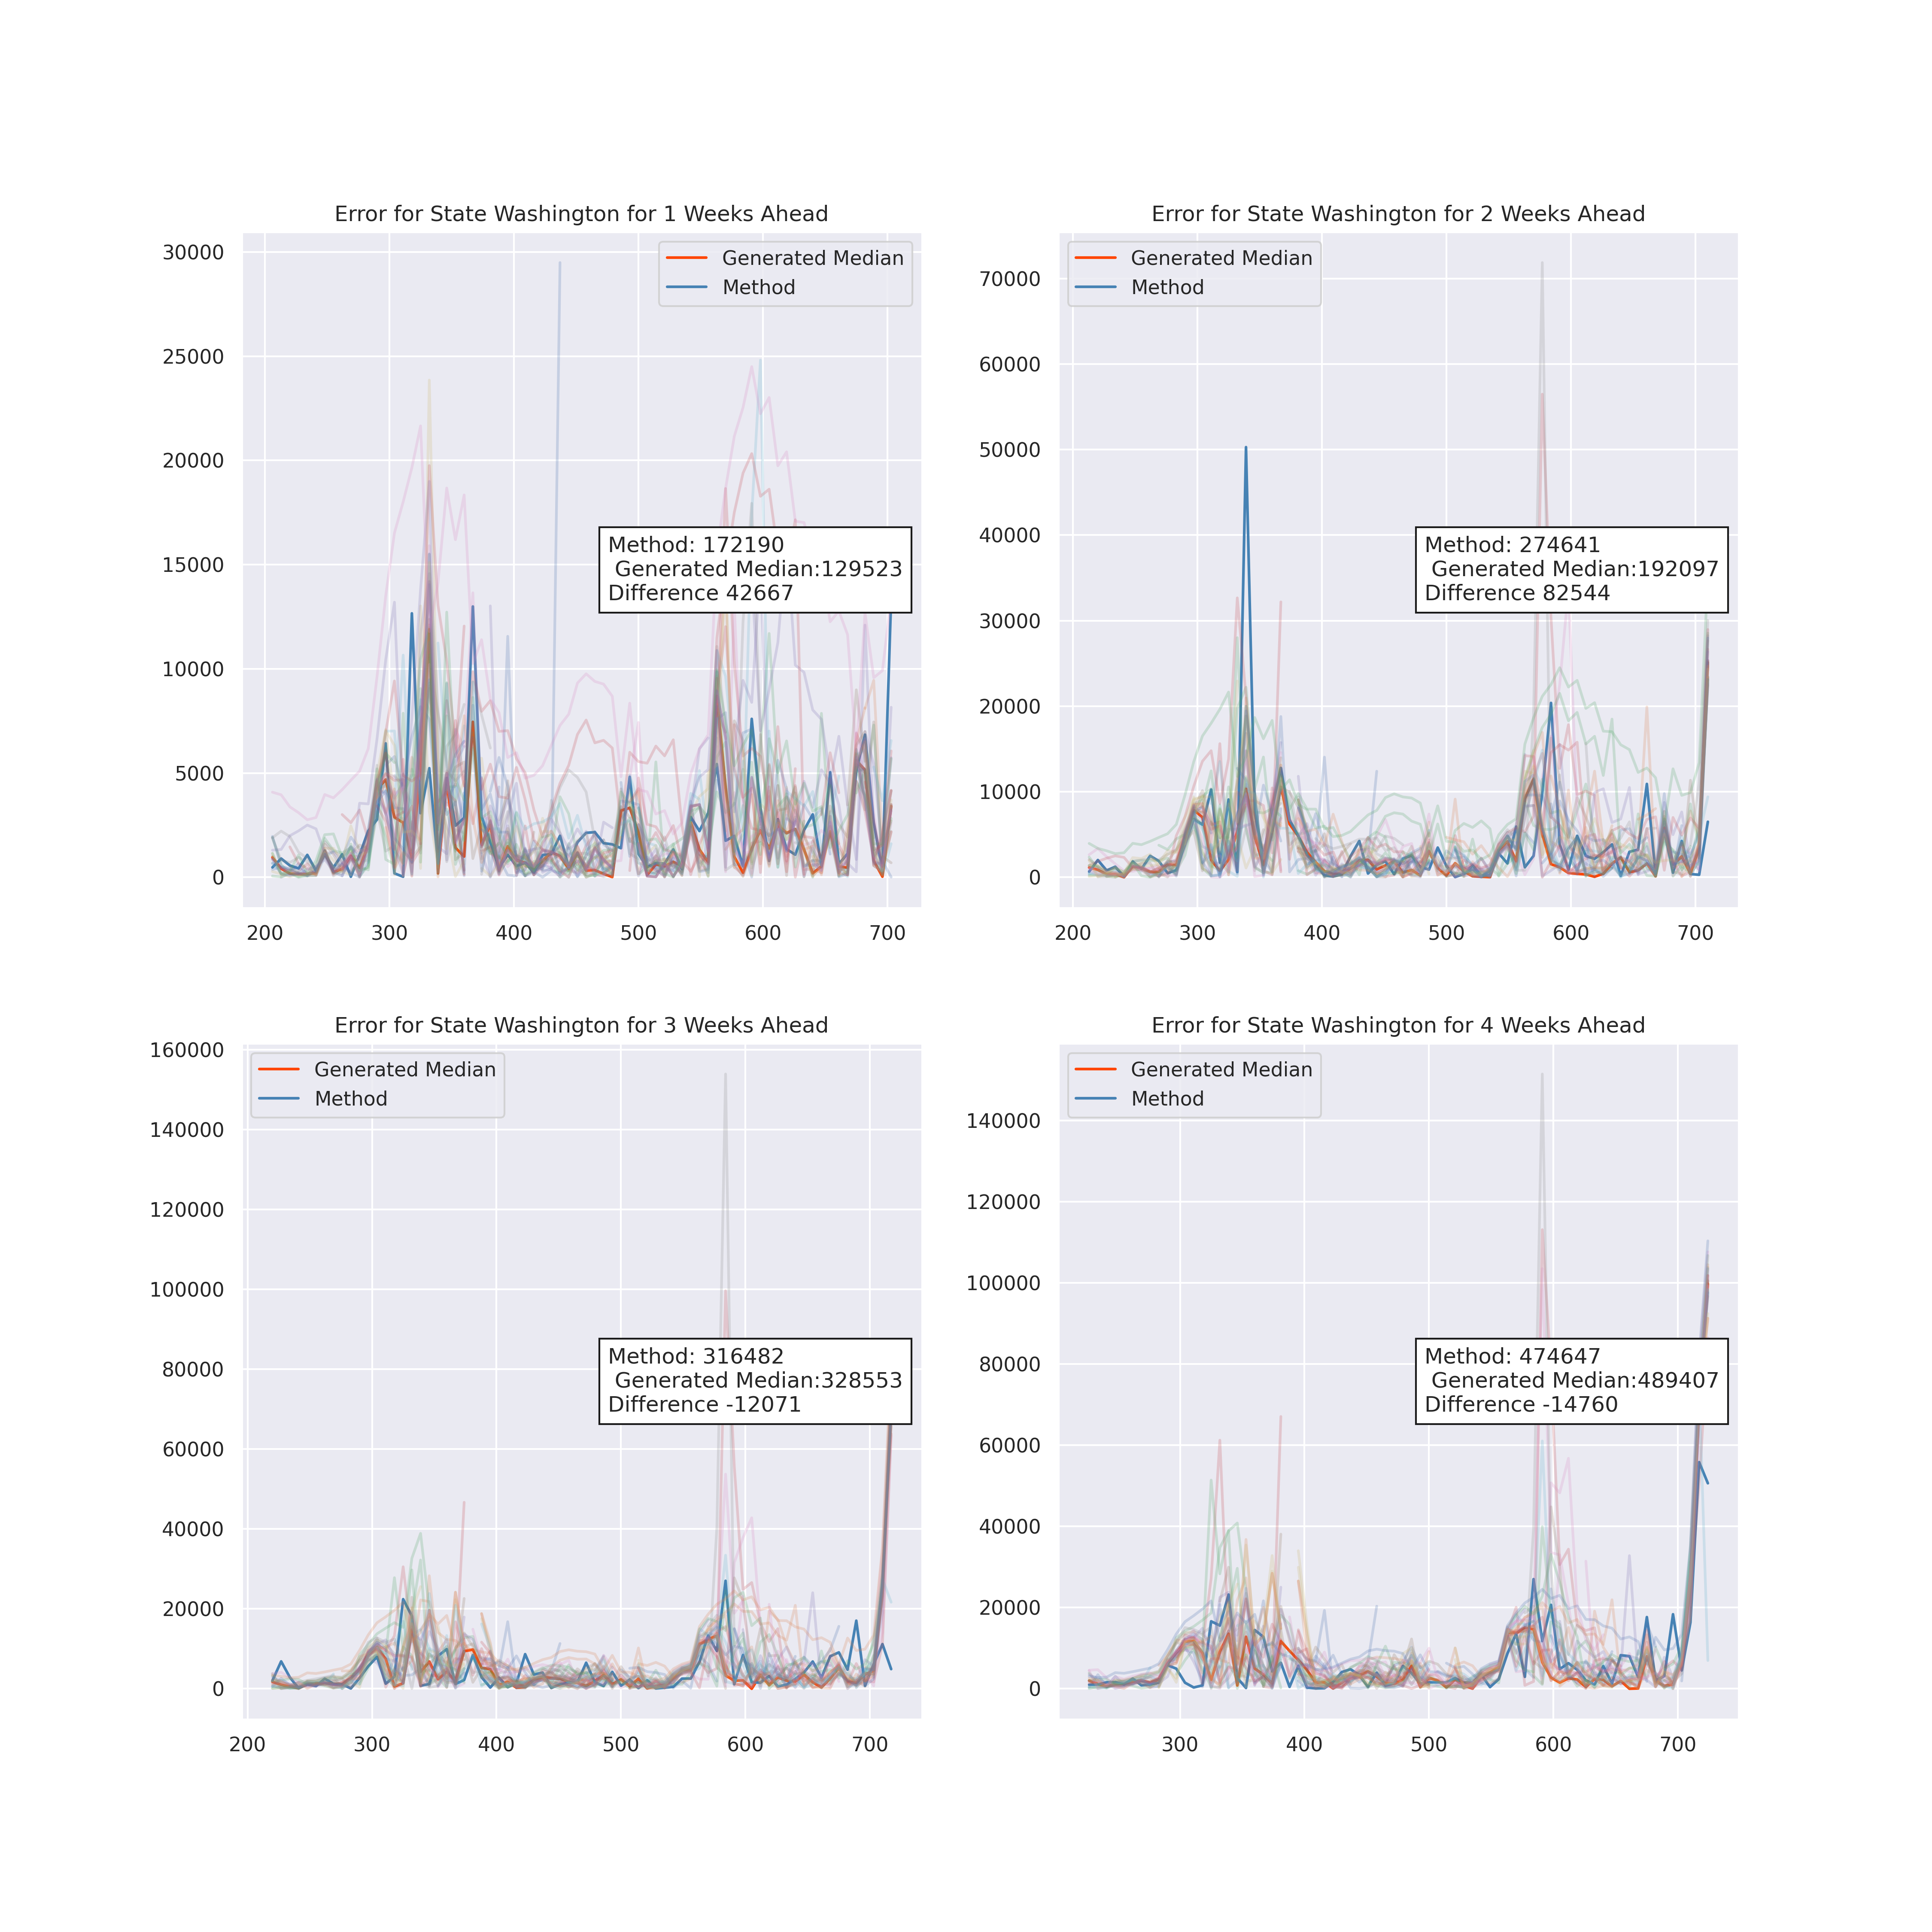 Error for State Washington for 1 Weeks Ahead
30000
25000
20000
15000
10000
5000
0
200 300 400 500 600 700
Generated Median
Method
Method: 172190
Generated Median:129523
Difference 42667
Error for State Washington for 2 Weeks Ahead
70000
60000
50000
40000
30000
20000
10000
0
200 300 400 500 600 700
Generated Median
Method
Method: 274641
Generated Median:192097
Difference 82544
Error for State Washington for 3 Weeks Ahead
160000
140000
120000
100000
80000
60000
40000
20000
0
200 300 400 500 600 700
Generated Median
Method
Method: 316482
Generated Median:328553
Difference -12071
Error for State Washington for 4 Weeks Ahead
140000
120000
100000
80000
60000
40000
20000
0
300 400 500 600 700
Generated Median
Method
Method: 474647
Generated Median:489407
Difference -14760